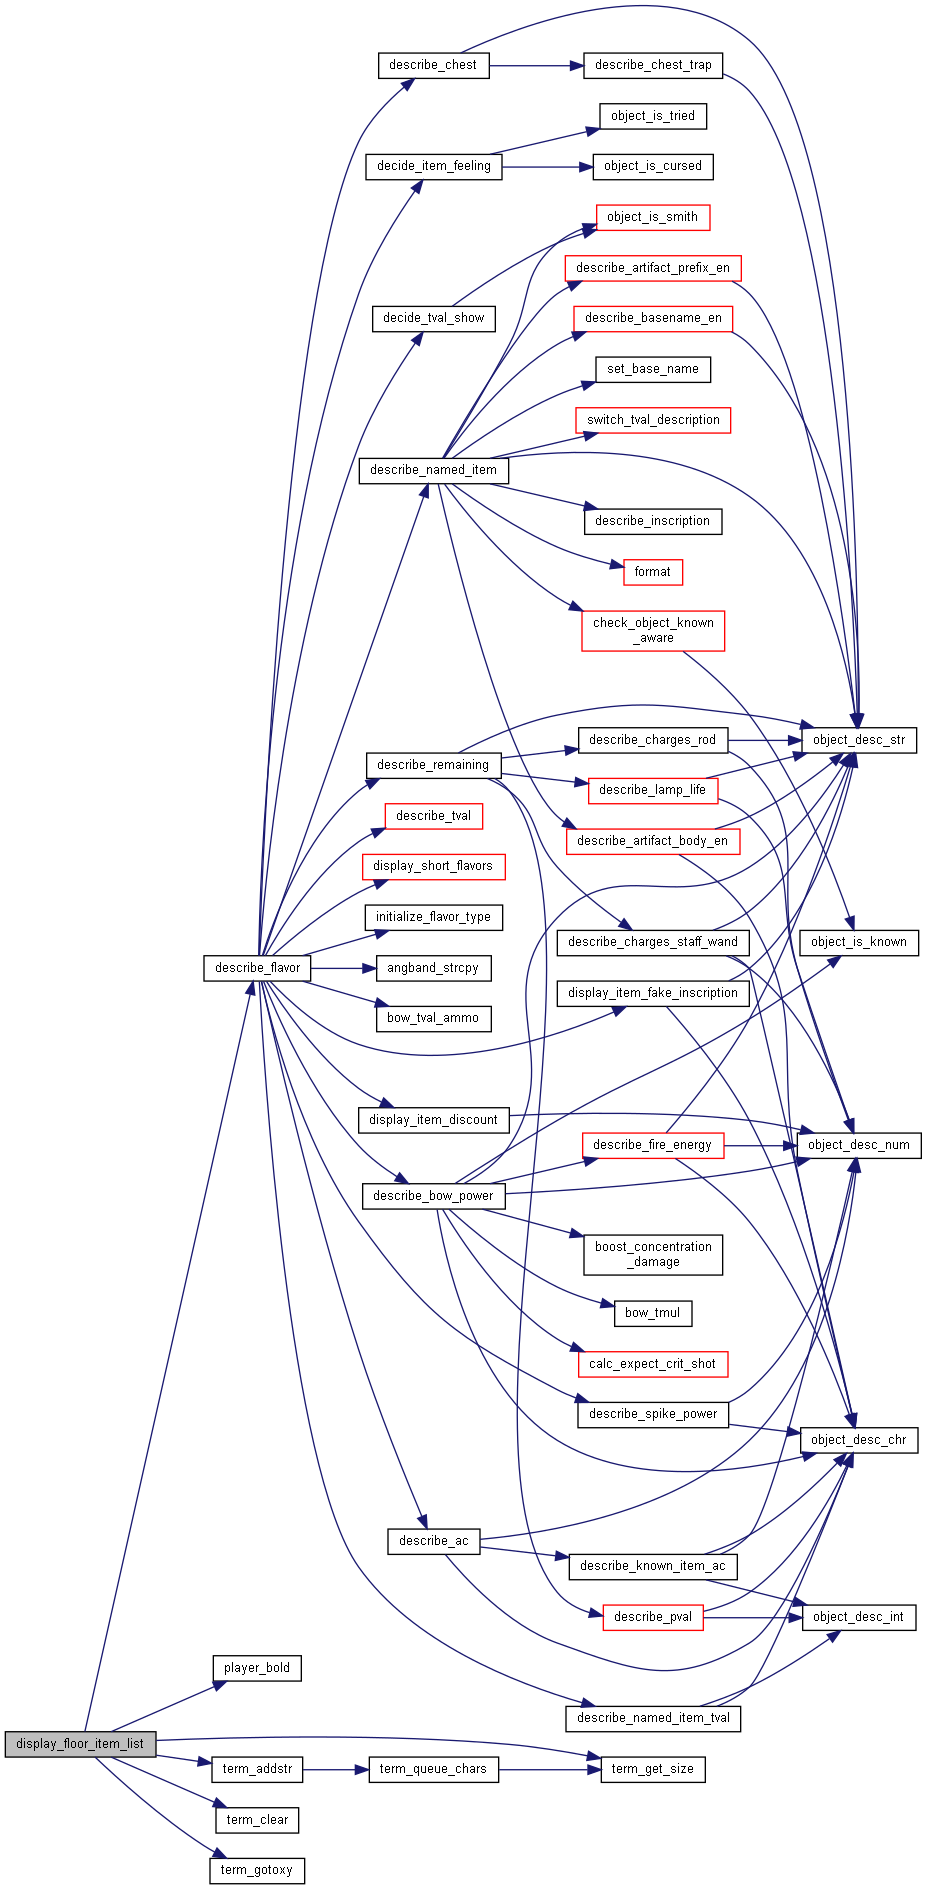 describe_chest
describe_chest_trap
object_is_tried
decide_item_feeling
object_is_cursed
object_is_smith
describe_artifact_prefix_en
decide_tval_show
describe_basename_en
set_base_name
switch_tval_description
describe_named_item
describe_inscription
format
check_object_known
_aware
object_desc_str
describe_charges_rod
describe_remaining
describe_lamp_life
describe_tval
describe_artifact_body_en
display_short_flavors
initialize_flavor_type
describe_charges_staff_wand
object_is_known
describe_flavor
angband_strcpy
display_item_fake_inscription
bow_tval_ammo
display_item_discount
describe_fire_energy
object_desc_num
describe_bow_power
boost_concentration
_damage
bow_tmul
calc_expect_crit_shot
describe_spike_power
object_desc_chr
describe_ac
describe_known_item_ac
describe_pval
object_desc_int
player_bold
describe_named_item_tval
display_floor_item_list
term_addstr
term_queue_chars
term_get_size
term_clear
term_gotoxy